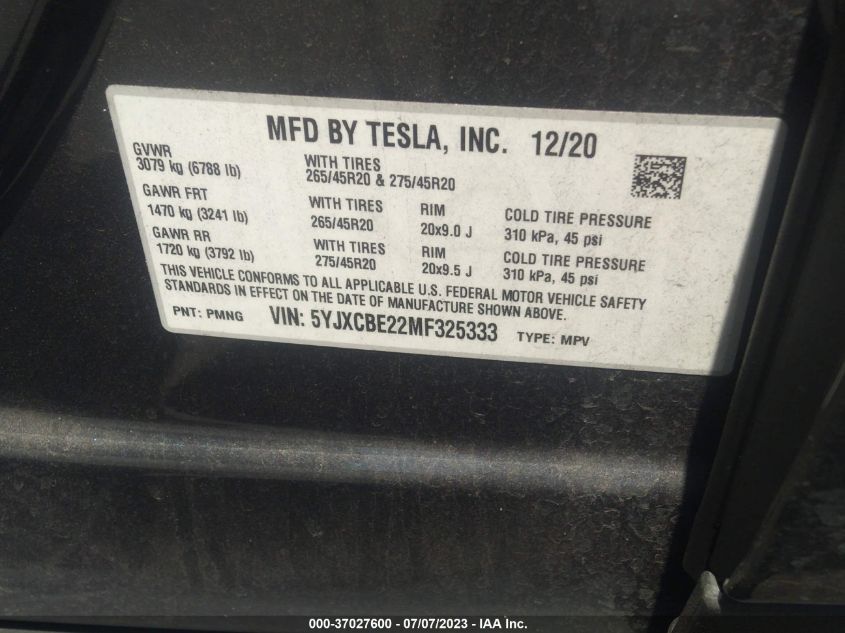 MFD BY TESLA, INC. 12/20
GVWR
3079 kg (6788 lb)
WITH TIRES
265/45R20 & 275/45R20
GAWR FRT
1470 kg (3241 lb)
WITH TIRES
265/45R20
RIM
20x9.0 J
COLD TIRE PRESSURE
310 kPa, 45 psi
GAWR RR
1720 kg (3792 lb)
WITH TIRES
275/45R20
RIM
20x9.5 J
COLD TIRE PRESSURE
310 kPa, 45 psi
THIS VEHICLE CONFORMS TO ALL APPLICABLE U.S. FEDERAL MOTOR VEHICLE SAFETY
STANDARDS IN EFFECT ON THE DATE OF MANUFACTURE SHOWN ABOVE.
PNT: PMNG VIN: 5YJXCBE22MF325333 TYPE: MPV
000-37027600 - 07/07/2023 - IAA Inc.